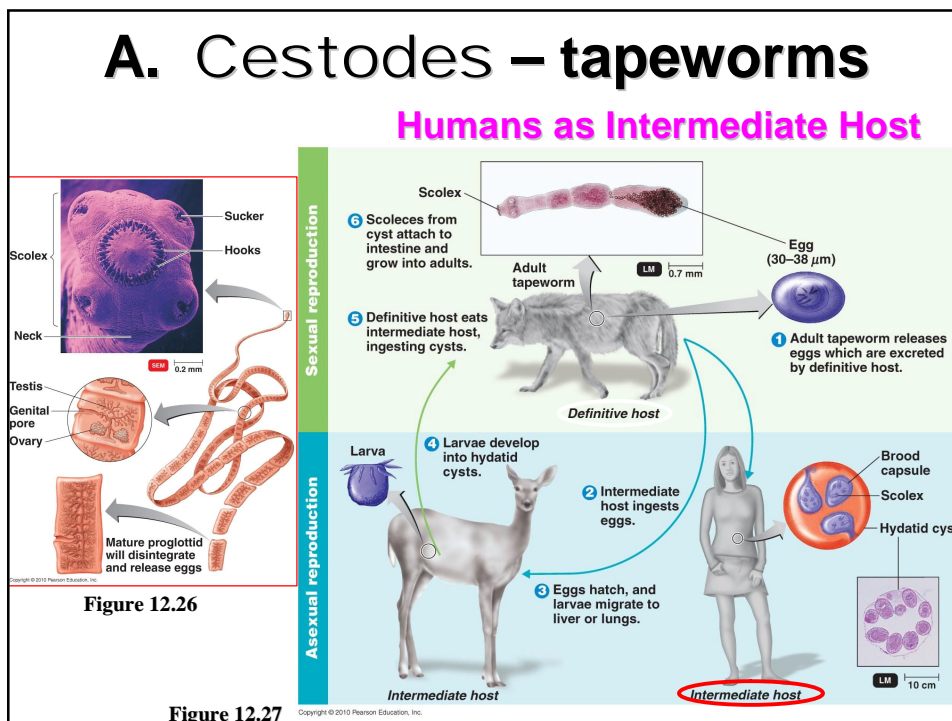 A. Cestodes – tapeworms
Humans as Intermediate Host
Scolex
Sucker
Hooks
Neck
SEM
0.2 mm
Testis
Genital
pore
Ovary
Mature proglottid
will disintegrate
and release eggs
Copyright © 2010 Pearson Education, Inc.
Figure 12.26
Sexual reproduction
Scolex
6 Scoleces from
cyst attach to
intestine and
grow into adults.
Adult
tapeworm
LM
0.7 mm
Egg
(30–38 μm)
5 Definitive host eats
intermediate host,
ingesting cysts.
1 Adult tapeworm releases
eggs which are excreted
by definitive host.
Definitive host
Asexual reproduction
Larva
4 Larvae develop
into hydatid
cysts.
2 Intermediate
host ingests
eggs.
3 Eggs hatch, and
larvae migrate to
liver or lungs.
Brood
capsule
Scolex
Hydatid cys
LM
10 cm
Intermediate host
Intermediate host
Figure 12.27
Copyright © 2010 Pearson Education, Inc.